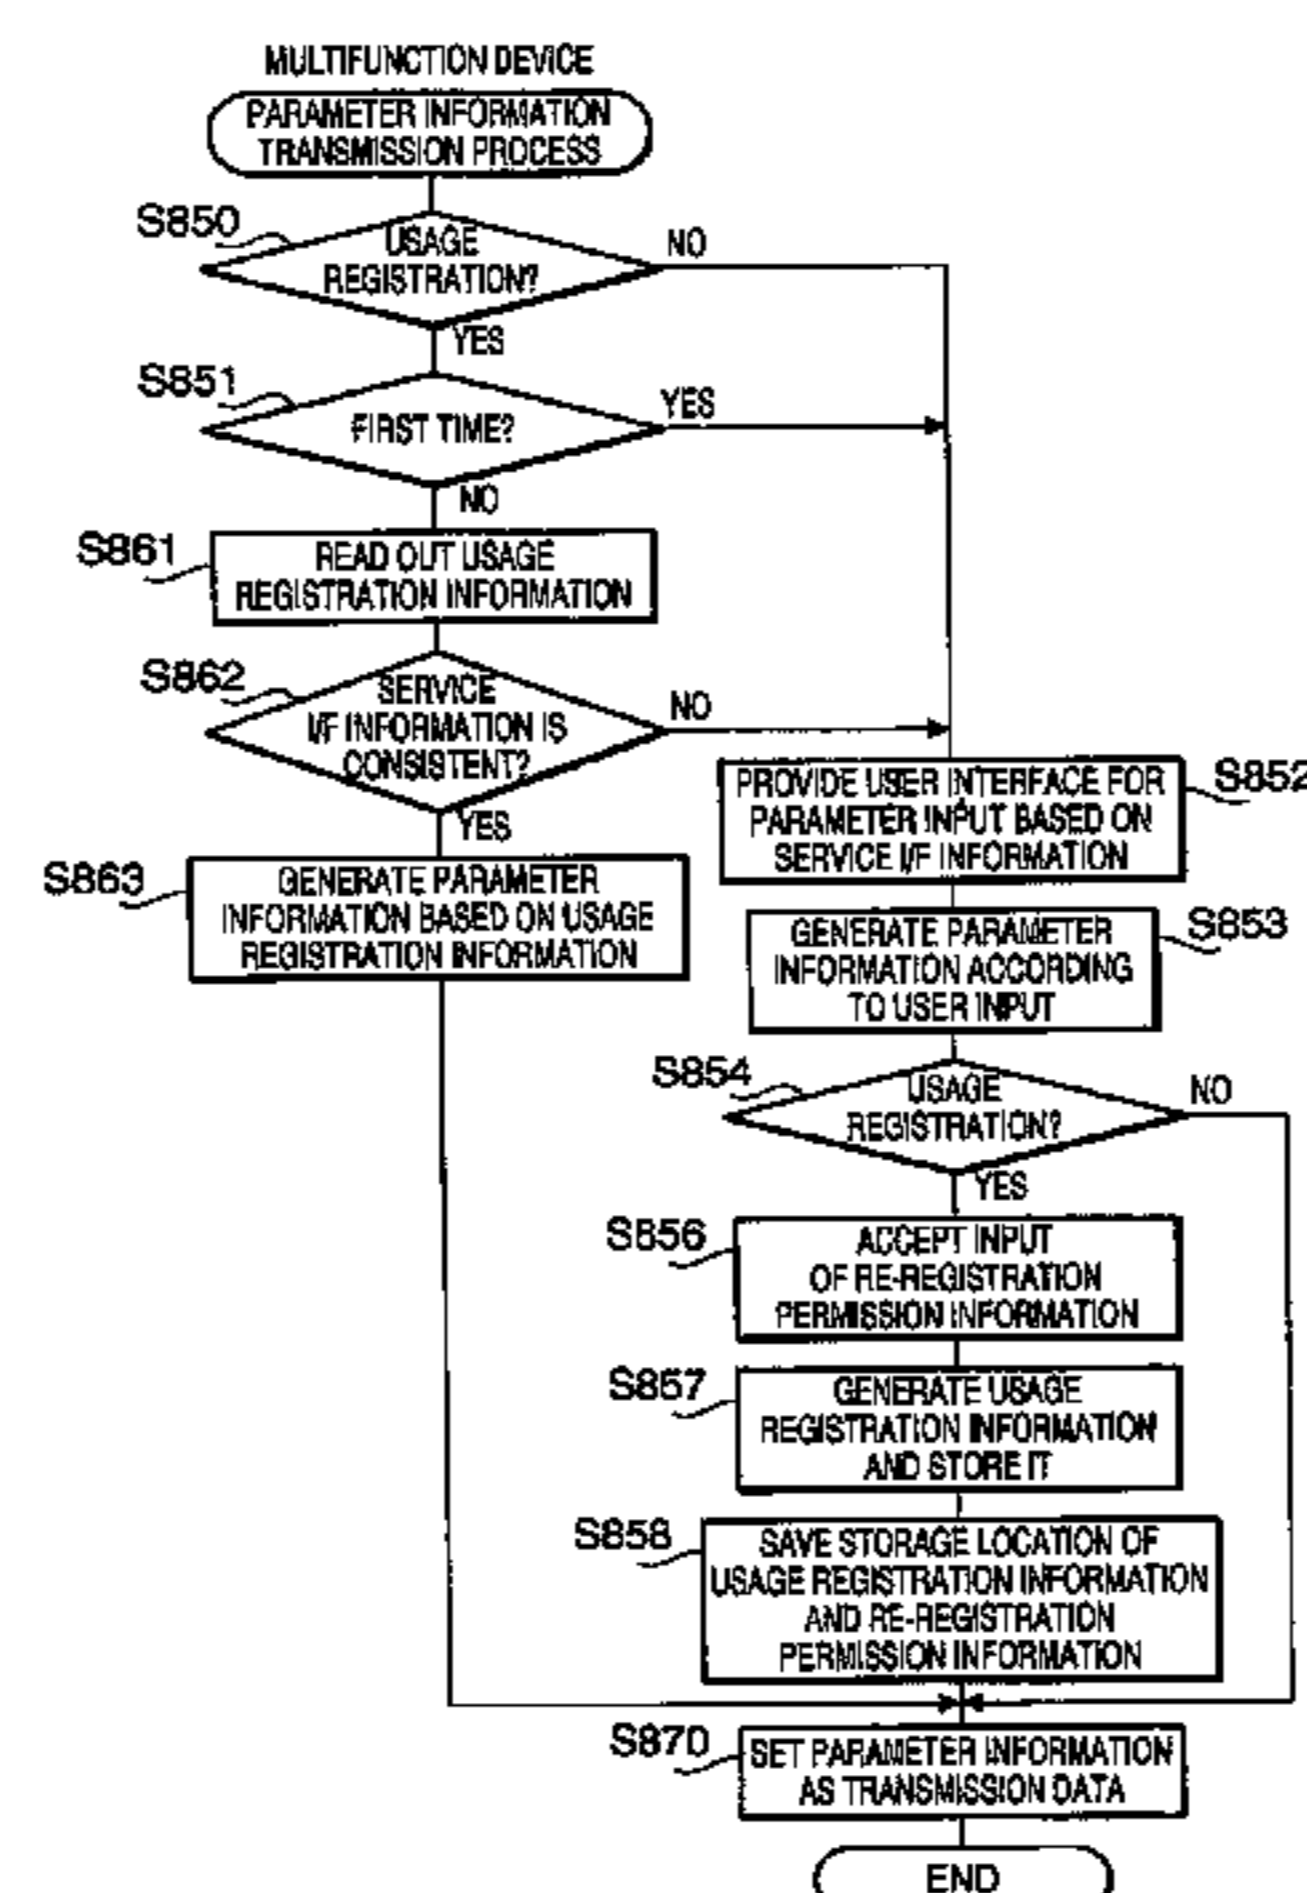 MULTIFUNCTION DEVICE
PARAMETER INFORMATION
TRANSMISSION PROCESS
S850
USAGE
REGISTRATION?
NO
YES
S851
FIRST TIME?
YES
NO
S861
READ OUT USAGE
REGISTRATION INFORMATION
S862
SERVICE
I/F INFORMATION IS
CONSISTENT?
NO
YES
S863
GENERATE PARAMETER
INFORMATION BASED ON USAGE
REGISTRATION INFORMATION
PROVIDE USER INTERFACE FOR
PARAMETER INPUT BASED ON
SERVICE I/F INFORMATION
S852
GENERATE PARAMETER
INFORMATION ACCORDING
TO USER INPUT
S853
S854
USAGE
REGISTRATION?
NO
YES
S856
ACCEPT INPUT
OF RE-REGISTRATION
PERMISSION INFORMATION
S857
GENERATE USAGE
REGISTRATION INFORMATION
AND STORE IT
S858
SAVE STORAGE LOCATION OF
USAGE REGISTRATION INFORMATION
AND RE-REGISTRATION
PERMISSION INFORMATION
S870
SET PARAMETER INFORMATION
AS TRANSMISSION DATA
END